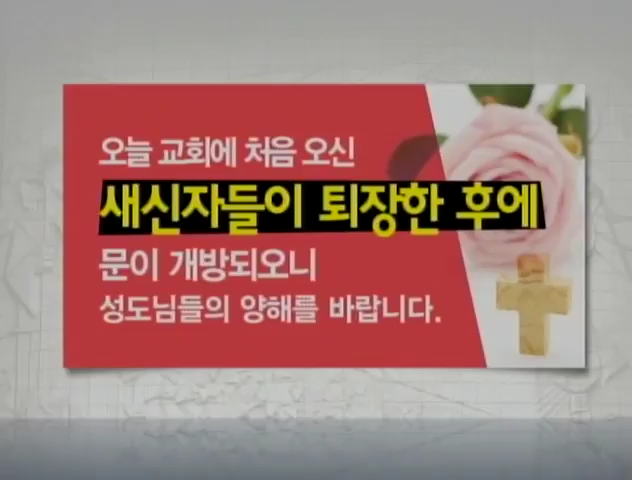 오늘 교회에 처음 오신
새신자들이 퇴장한 후에
문이 개방되오니
성도님들의 양해를 바랍니다.